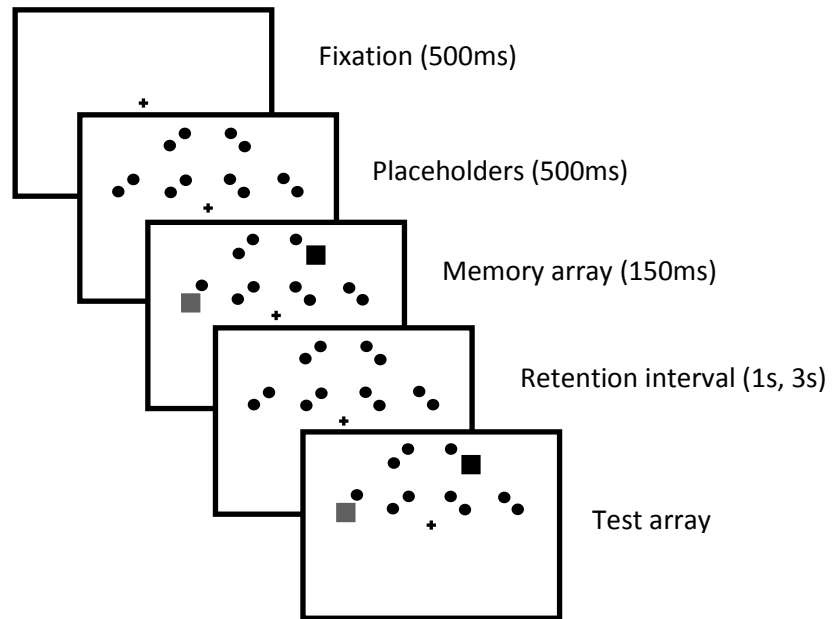 Fixation (500ms)
Placeholders (500ms)
Memory array (150ms)
Retention interval (1s, 3s)
Test array